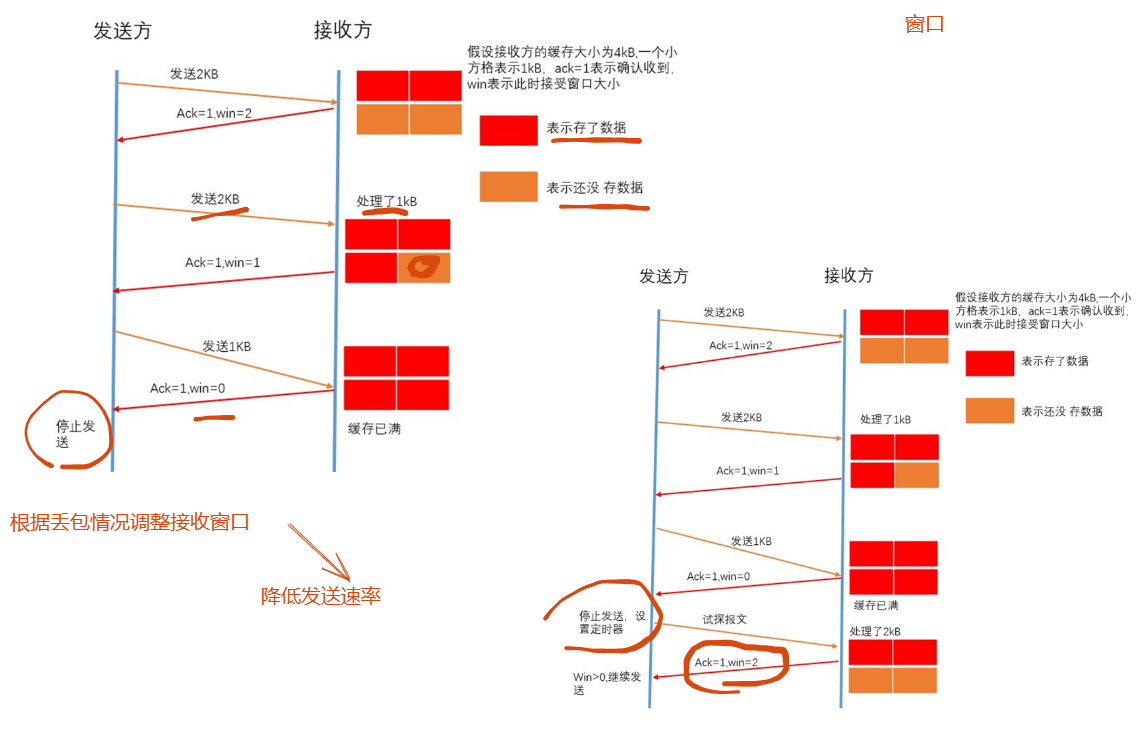 窗口
发送方
接收方
假设接收方的缓存大小为4kB,一个小
方格表示1kB、ack=1表示确认收到,
win表示此时接受窗口大小
发送2KB
Ack=1,win=2
表示存了数据
表示还没 存数据
发送2KB
处理了1kB
Ack=1,win=1
发送1KB
Ack=1,win=0
停止发
送
缓存已满
根据丢包情况调整接收窗口
降低发送速率
发送方
接收方
假设接收方的缓存大小为4kB,一个小
方格表示1kB、ack=1表示确认收到,
win表示此时接受窗口大小
发送2KB
Ack=1,win=2
表示存了数据
表示还没 存数据
发送2KB
处理了1kB
Ack=1,win=1
发送1KB
Ack=1,win=0
缓存已满
停止发送，设
置定时器
试探报文
处理了2kB
Ack=1,win=2
Win>0,继续发
送